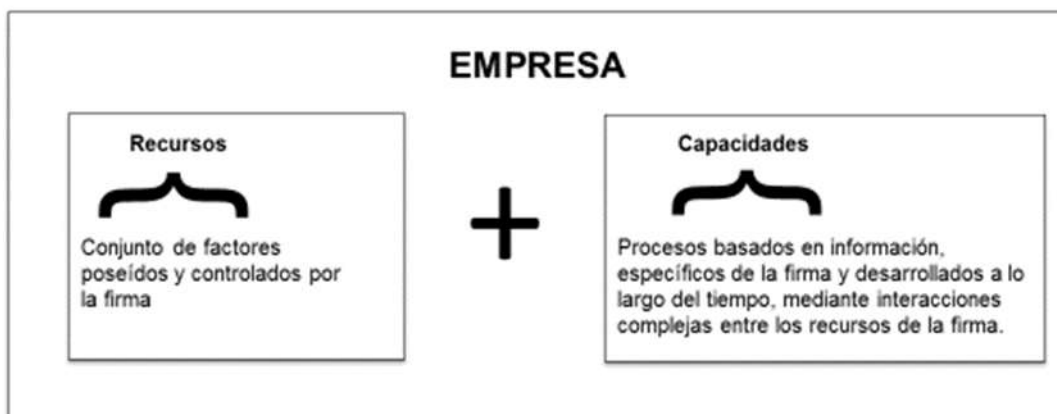 EMPRESA
Recursos
Conjunto de factores
poseídos y controlados por
la firma
+
Capacidades
Procesos basados en información,
específicos de la firma y desarrollados a lo
largo del tiempo, mediante interacciones
complejas entre los recursos de la firma.